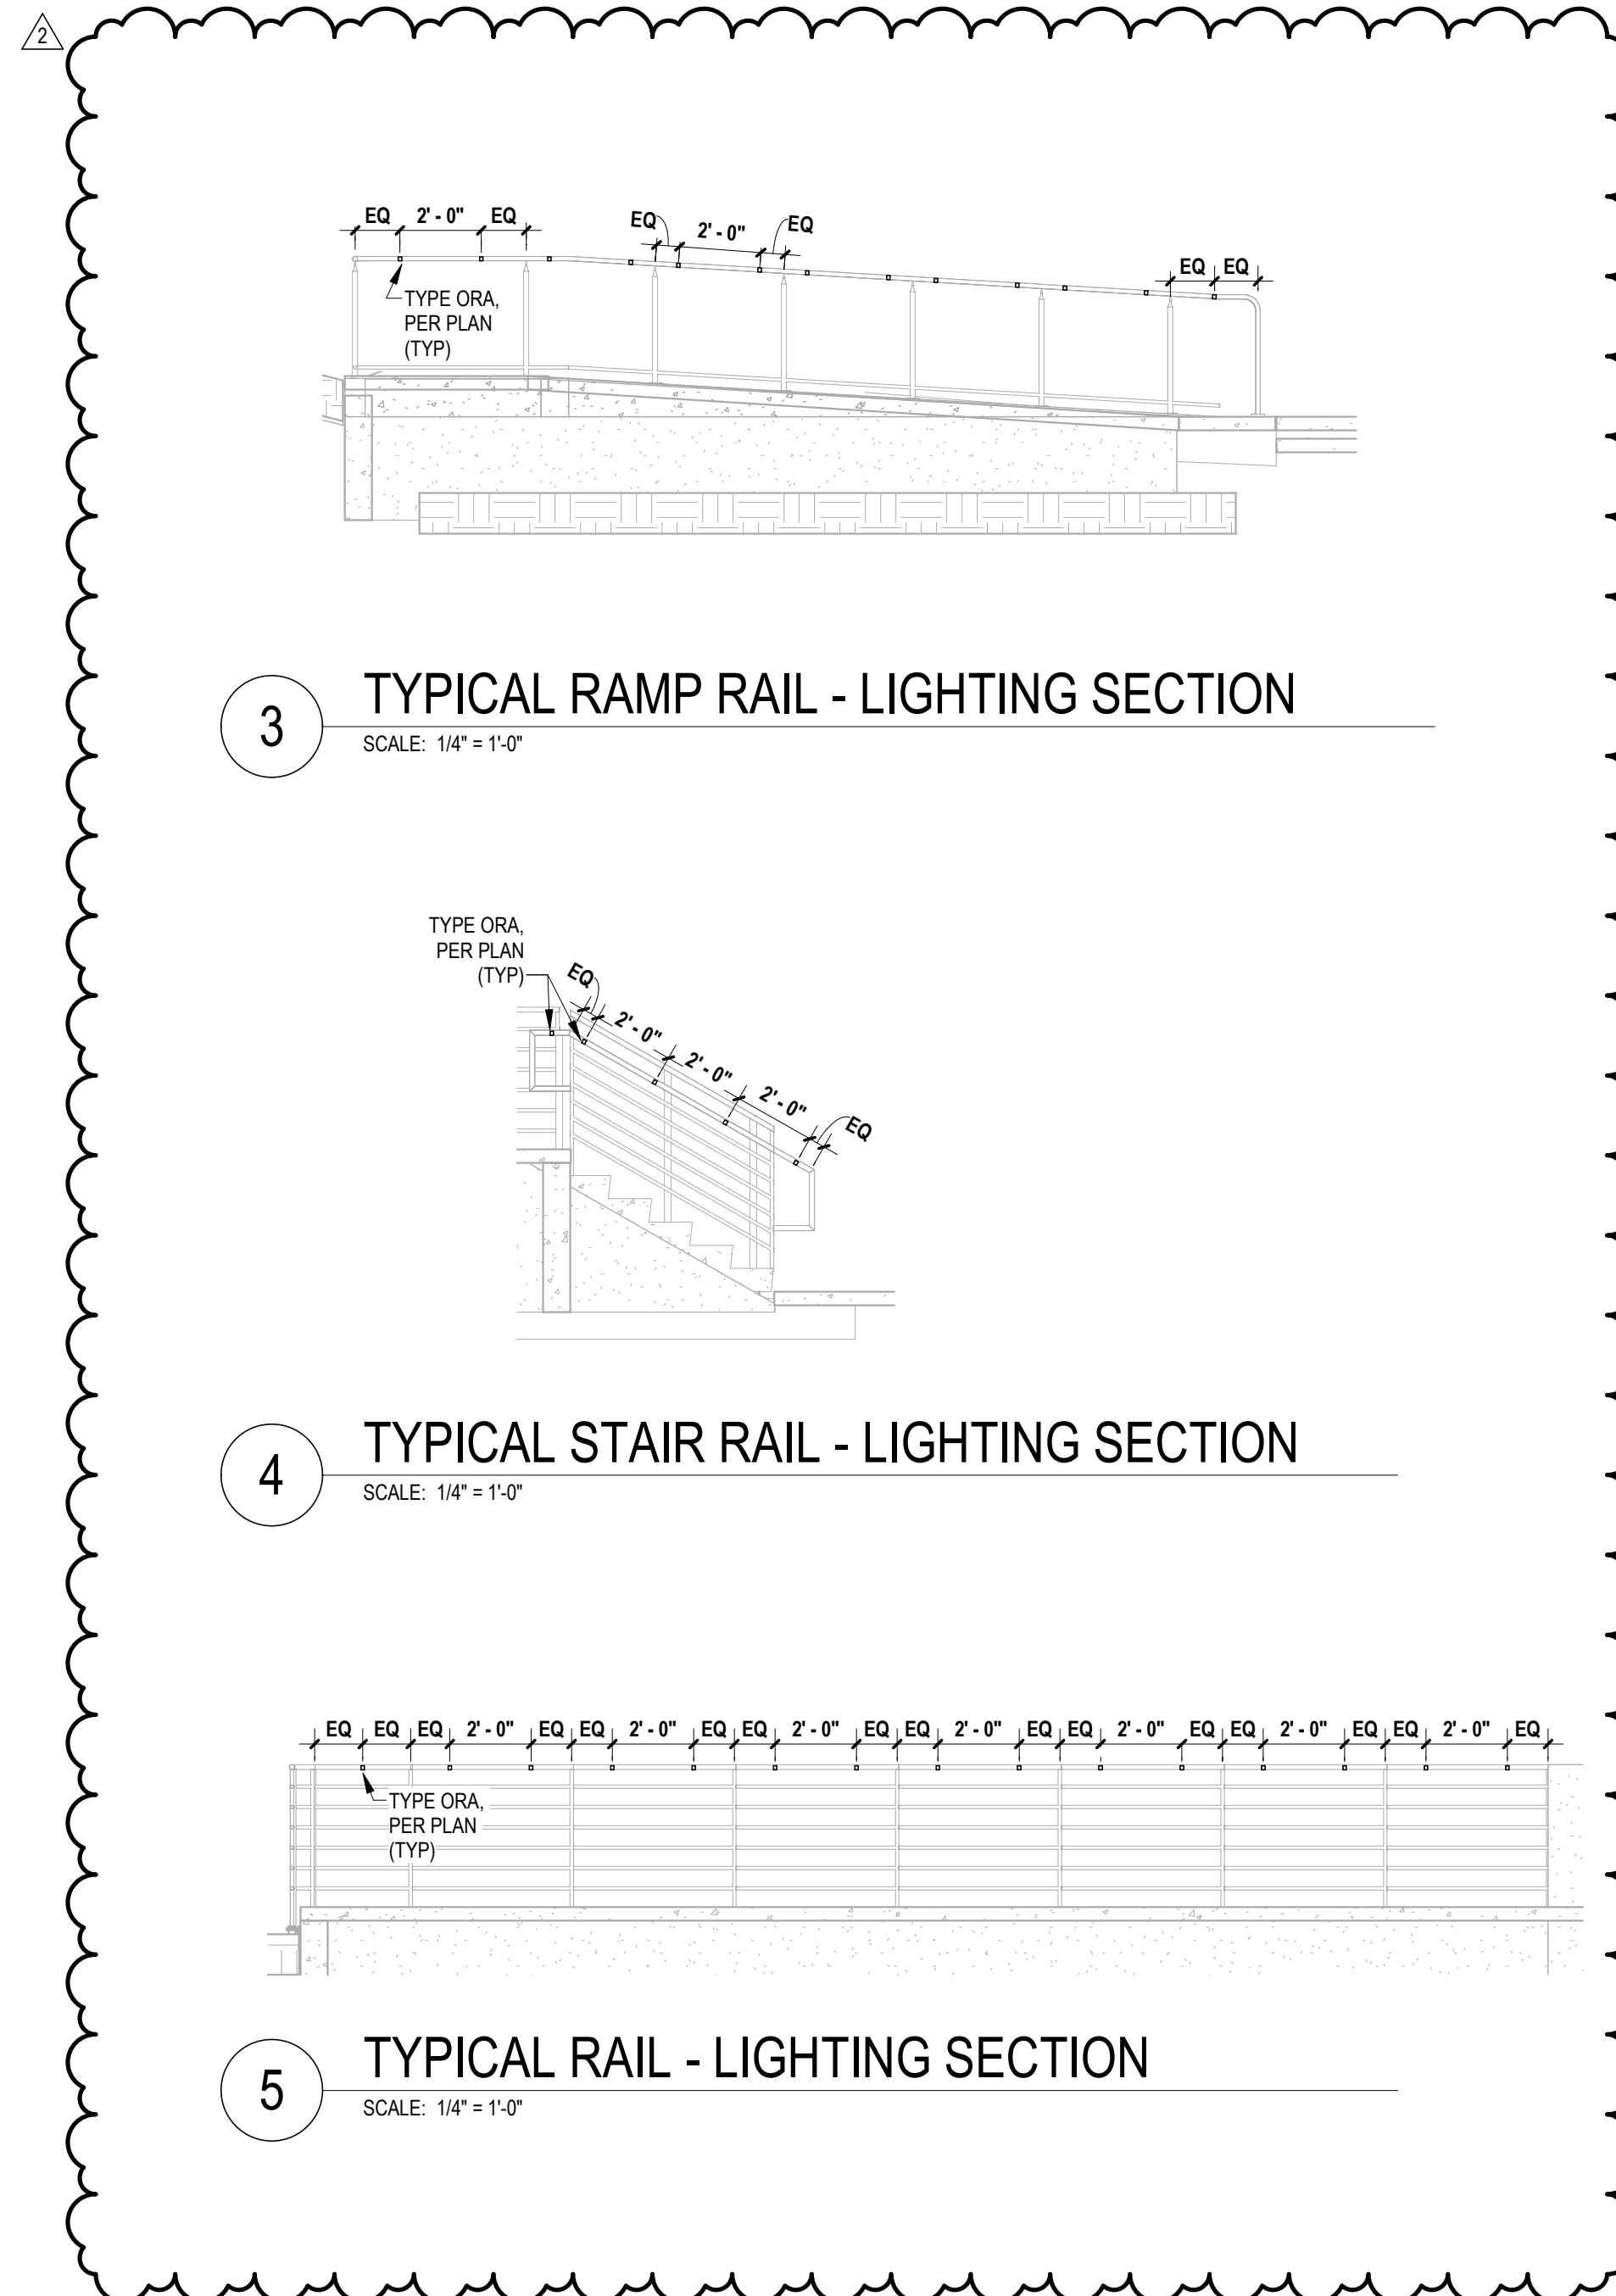 2
EQ 2' - 0" EQ
EQ 2' - 0" EQ
EQ EQ
TYPE ORA,
PER PLAN
(TYP)
3
TYPICAL RAMP RAIL - LIGHTING SECTION
SCALE: 1/4" = 1'-0"
TYPE ORA,
PER PLAN
(TYP)
EQ
2' - 0"
2' - 0"
2' - 0"
EQ
4
TYPICAL STAIR RAIL - LIGHTING SECTION
SCALE: 1/4" = 1'-0"
EQ EQ EQ 2' - 0" EQ EQ 2' - 0" EQ EQ 2' - 0" EQ EQ 2' - 0" EQ EQ 2' - 0" EQ EQ 2' - 0" EQ EQ 2' - 0" EQ
TYPE ORA,
PER PLAN
(TYP)
5
TYPICAL RAIL - LIGHTING SECTION
SCALE: 1/4" = 1'-0"